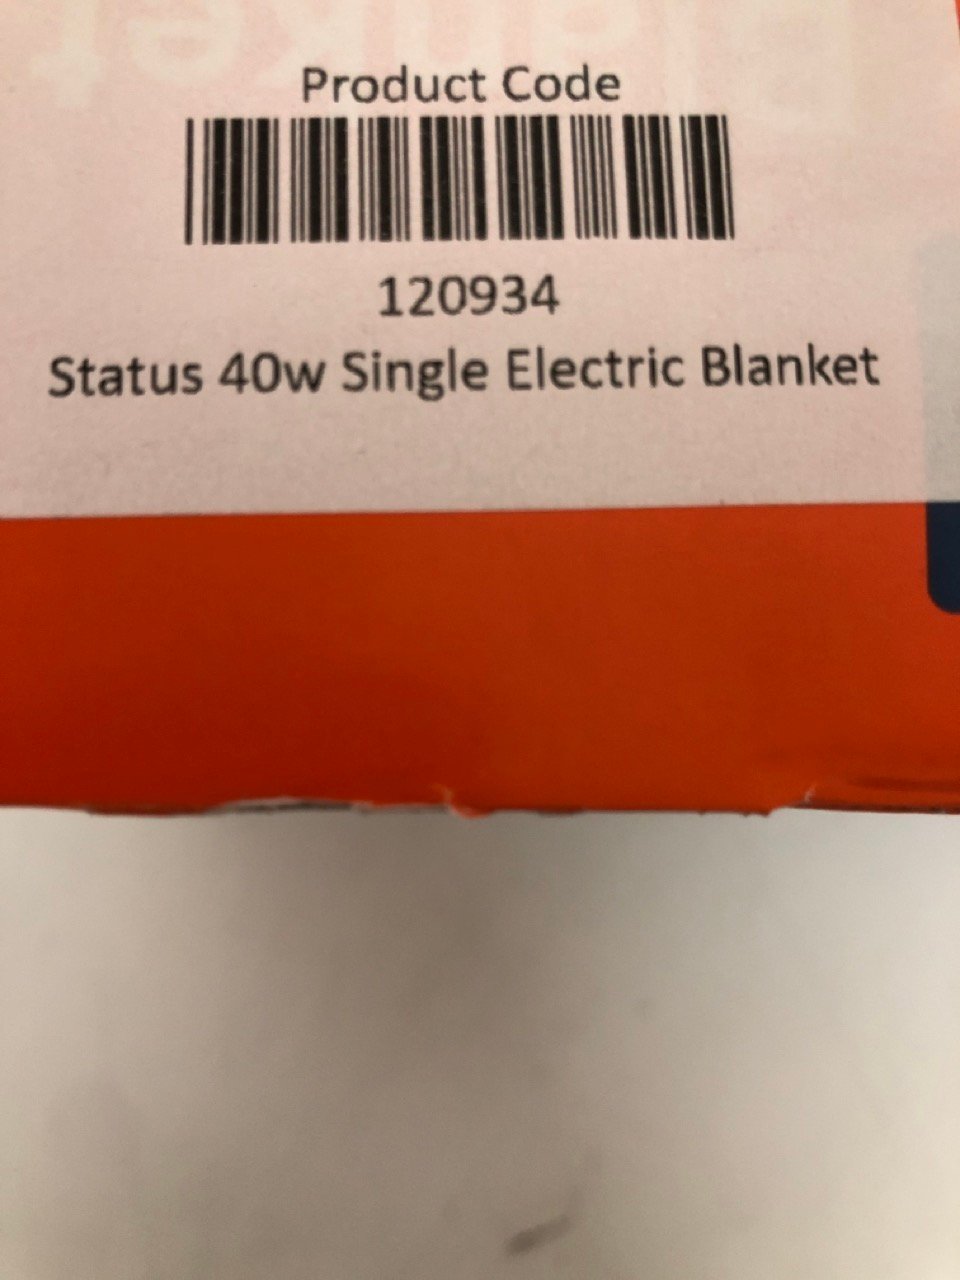 Product Code
120934
Status 40w Single Electric Blanket